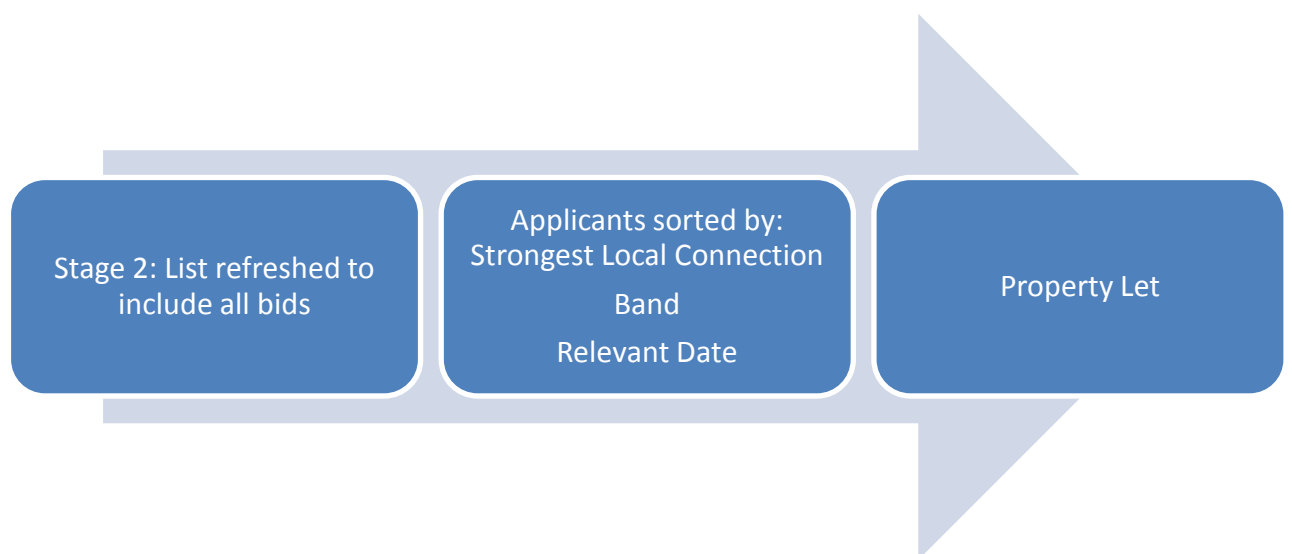 Stage 2: List refreshed to
include all bids
Applicants sorted by:
Strongest Local Connection
Band
Relevant Date
Property Let